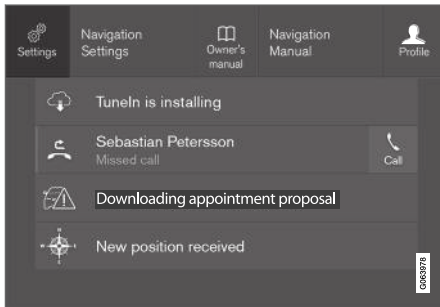 Settings
Navigation
Settings
Owner's
manual
Navigation
Manual
Profile
TuneIn is installing
Sebastian Petersson
Missed call
Call
Downloading appointment proposal
New position received
G063978